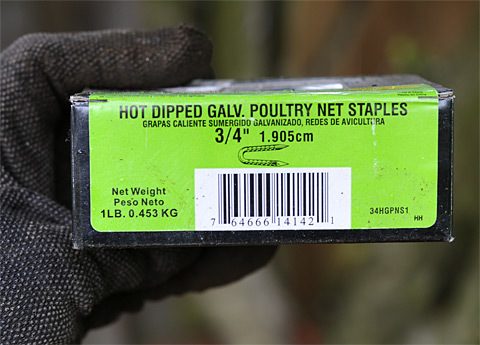 HOT DIPPED GALV. POULTRY NET STAPLES
GRAPAS CALIENTE SUMERGIDO GALVANIZADO, REDES DE AVICULTURA
3/4" 1.905cm
Net Weight
Peso Neto
1LB. 0.453 KG
7 64666 14142 1
34HGPNS1
HH